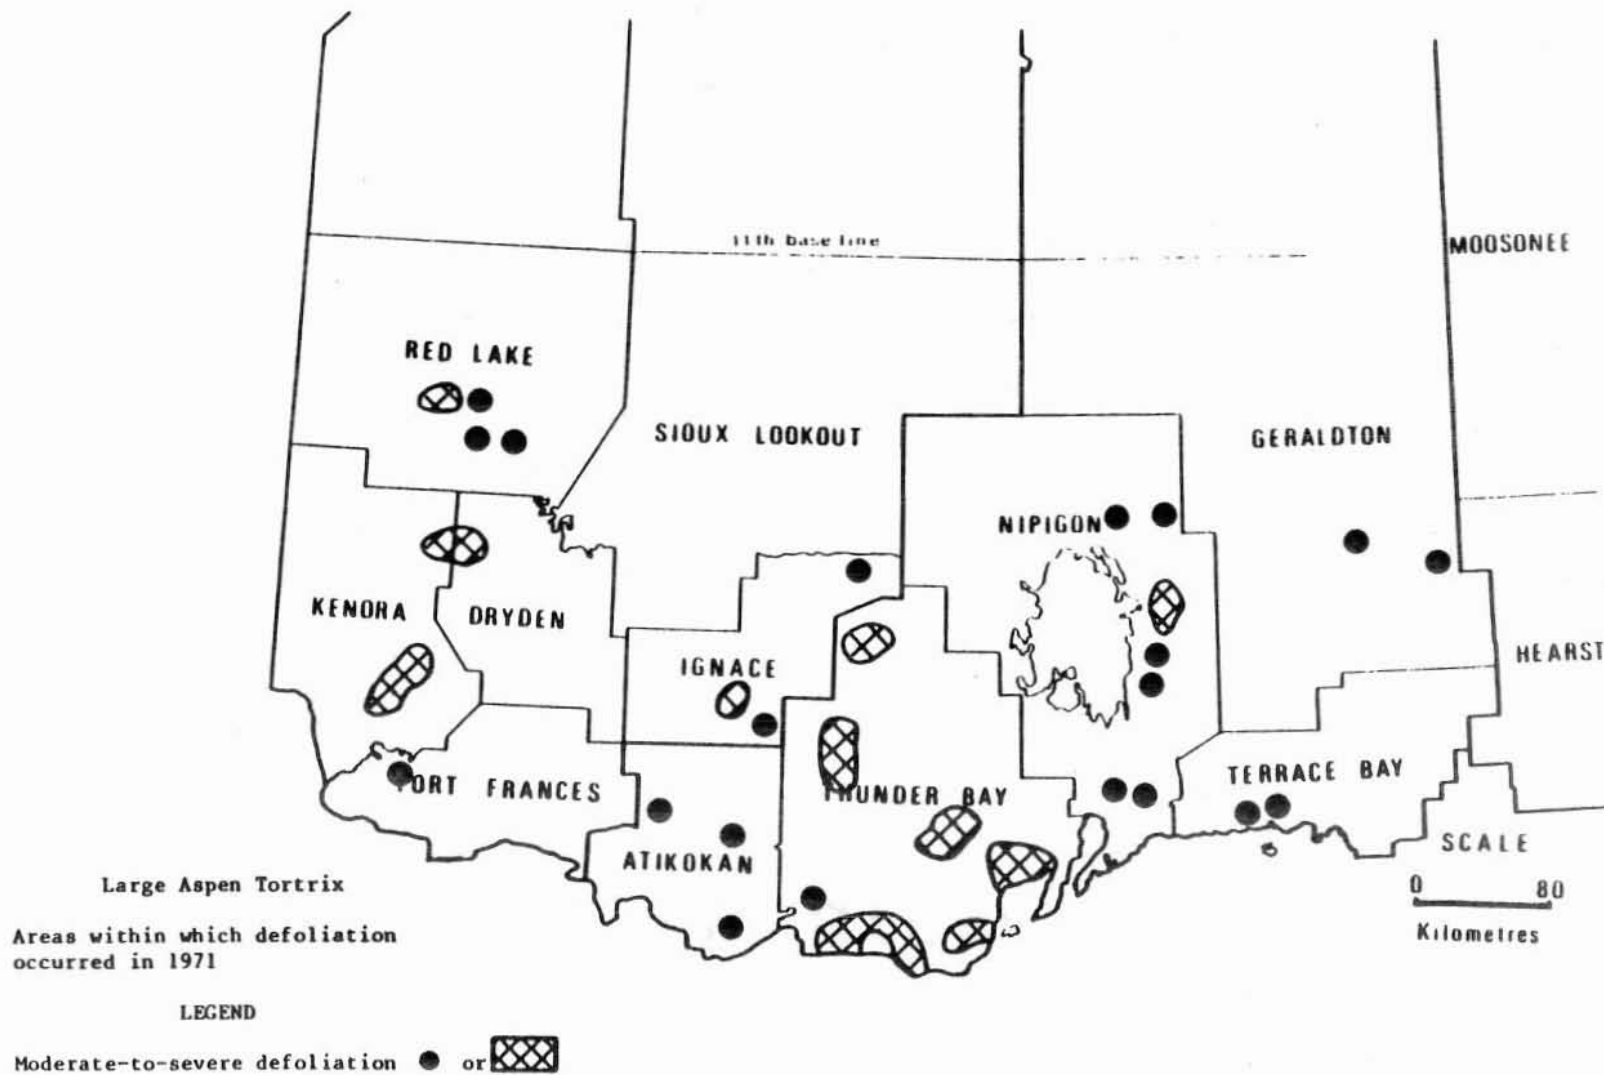 11th base line
MOOSONEE
RED LAKE
SIOUX LOOKOUT
GERALDTON
NIPIGON
KENORA
DRYDEN
IGNACE
HEARST
FORT FRANCES
THUNDER BAY
TERRACE BAY
ATIKOKAN
SCALE
0 80
Kilometres
Large Aspen Tortrix
Areas within which defoliation
occurred in 1971
LEGEND
Moderate-to-severe defoliation or